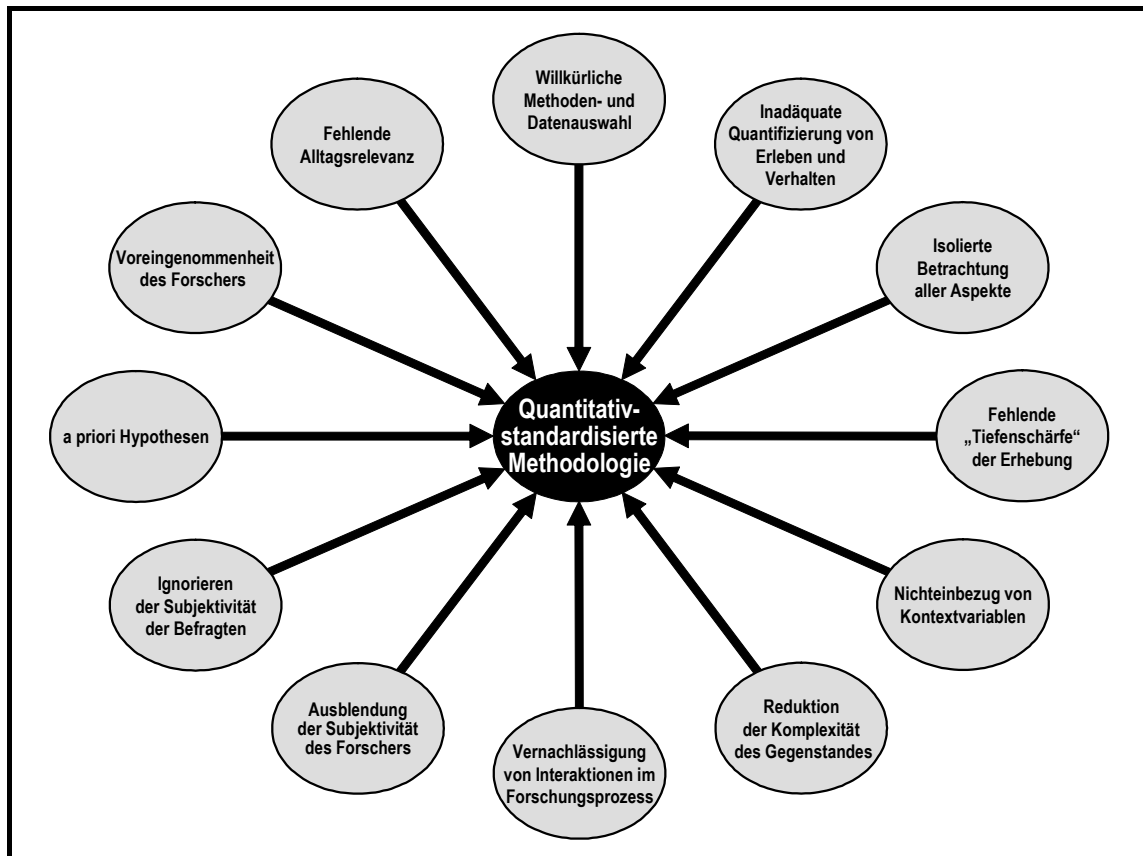 Willkürliche
Methoden- und
Datenauswahl
Inadäquate
Quantifizierung von
Erleben und
Verhalten
Isolierte
Betrachtung
aller Aspekte
Fehlende
„Tiefenschärfe“
der Erhebung
Nichteinbezug von
Kontextvariablen
Reduktion
der Komplexität
des Gegenstandes
Vernachlässigung
von Interaktionen im
Forschungsprozess
Ausblendung
der Subjektivität
des Forschers
Ignorieren
der Subjektivität
der Befragten
a priori Hypothesen
Voreingenommenheit
des Forschers
Fehlende
Alltagsrelevanz
Quantitativ-
standardisierte
Methodologie